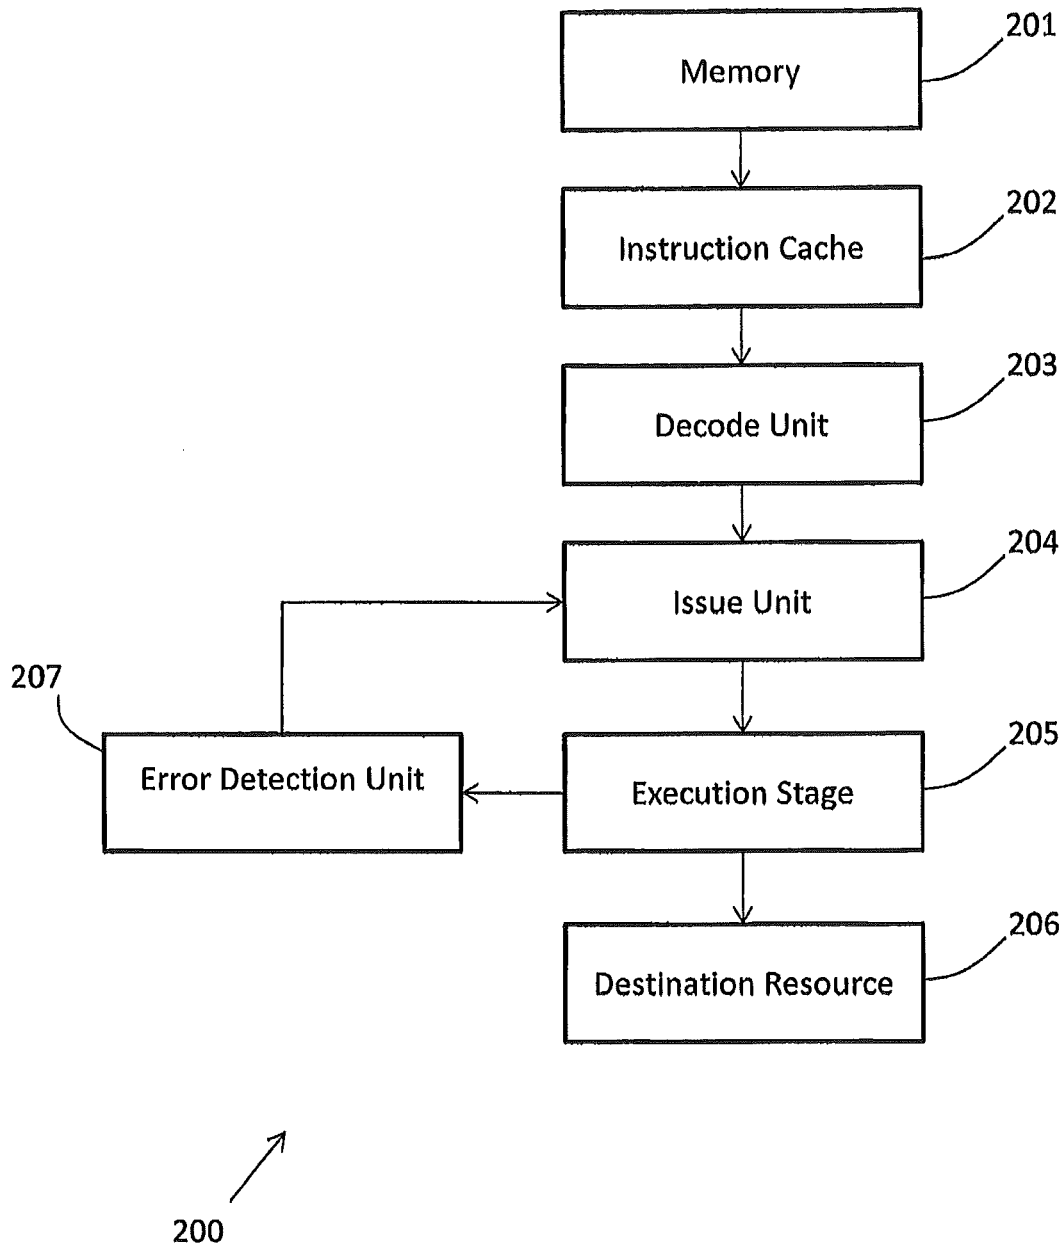 201
Memory
202
Instruction Cache
203
Decode Unit
204
Issue Unit
207
Error Detection Unit
205
Execution Stage
206
Destination Resource
200